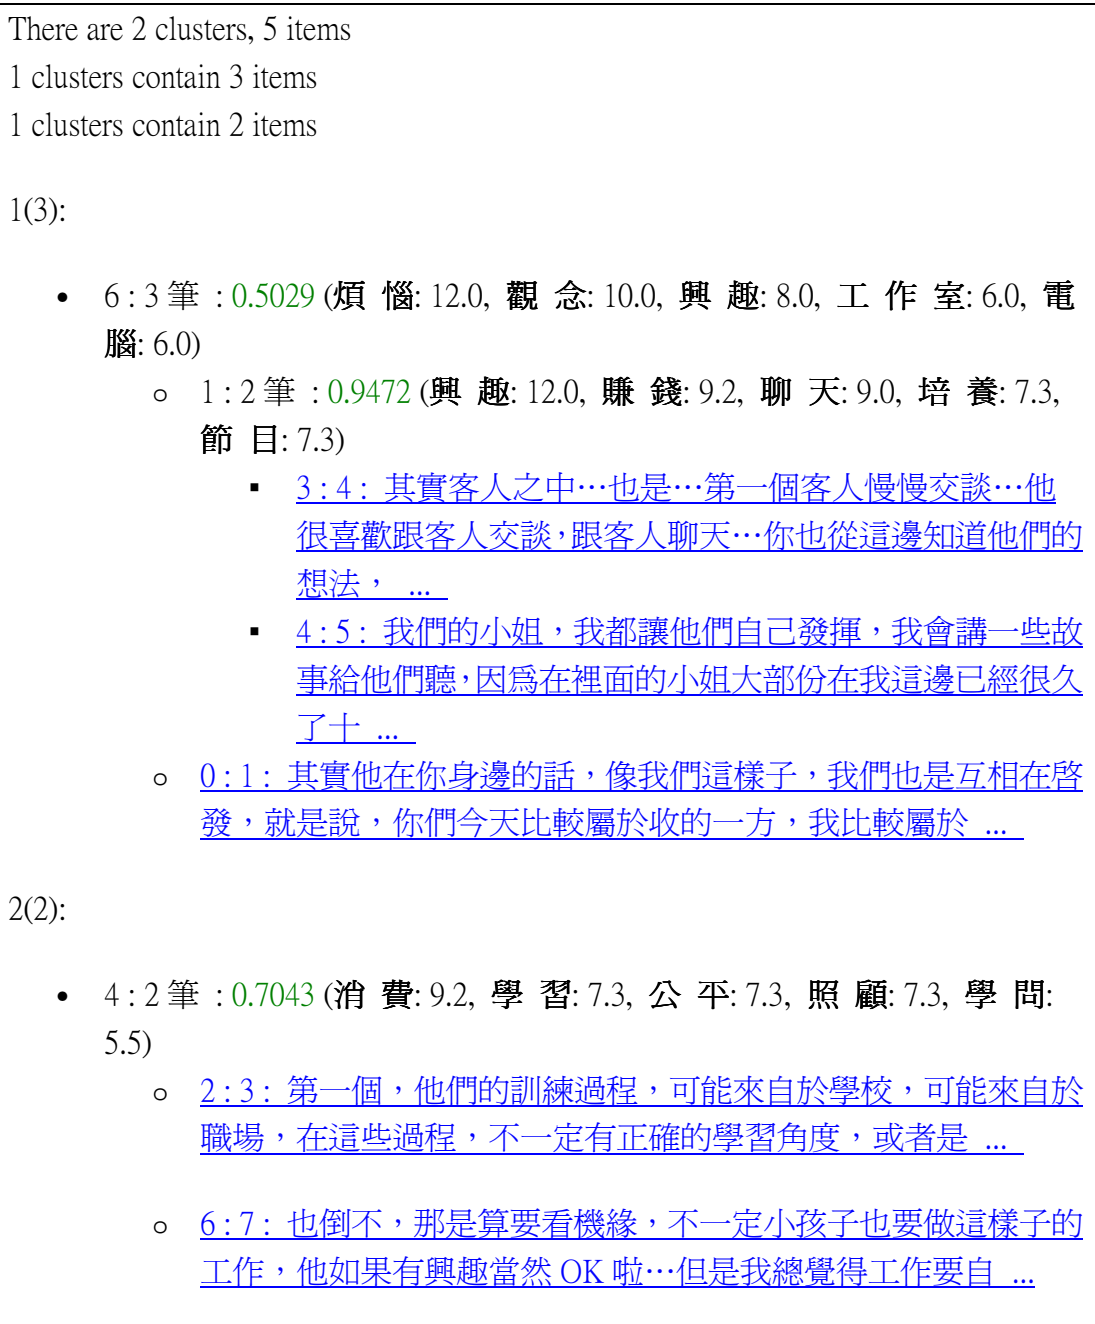 There are 2 clusters, 5 items
1 clusters contain 3 items
1 clusters contain 2 items
1(3):
• 6 : 3 筆 : 0.5029 (煩 惱: 12.0, 觀 念: 10.0, 興 趣: 8.0, 工 作 室: 6.0, 電
腦: 6.0)
o 1 : 2 筆 : 0.9472 (興 趣: 12.0, 賺 錢: 9.2, 聊 天: 9.0, 培 養: 7.3,
節 目: 7.3)
▪ 3 : 4 : 其實客人之中…也是…第一個客人慢慢交談…他
很喜歡跟客人交談，跟客人聊天…你也從這邊知道他們的
想法， ...
▪ 4 : 5 : 我們的小姐，我都讓他們自己發揮，我會講一些故
事給他們聽，因為在裡面的小姐大部份在我這邊已經很久
了十 ...
o 0 : 1 : 其實他在你身邊的話，像我們這樣子，我們也是互相在啓
發，就是說，你們今天比較屬於收的一方，我比較屬於 ...
2(2):
• 4 : 2 筆 : 0.7043 (消 費: 9.2, 學 習: 7.3, 公 平: 7.3, 照 顧: 7.3, 學 問:
5.5)
o 2 : 3 : 第一個，他們的訓練過程，可能來自於學校，可能來自於
職場，在這些過程，不一定有正確的學習角度，或者是 ...
o 6 : 7 : 也倒不，那是算要看機緣，不一定小孩子也要做這樣子的
工作，他如果有興趣當然 OK 啦…但是我總覺得工作要自 ...